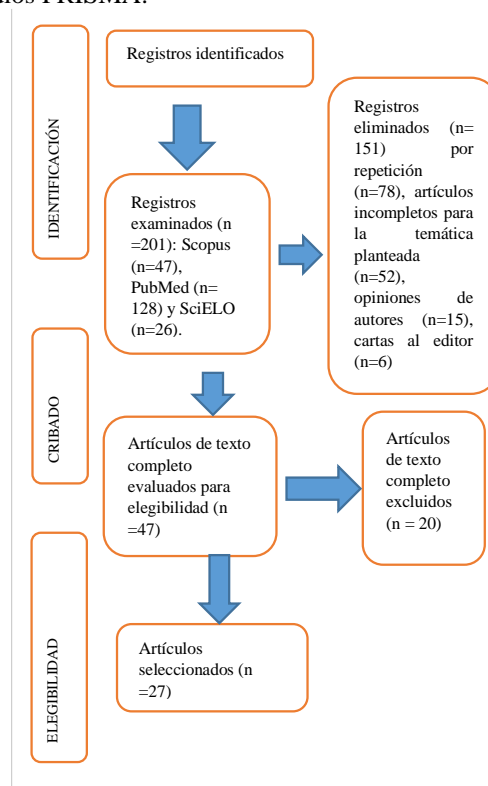 los PRISMA.
IDENTIFICACIÓN
Registros identificados
Registros
examinados (n
=201): Scopus
(n=47),
PubMed (n=
128) y SciELO
(n=26).
Registros
eliminados (n=
151) por
repetición
(n=78), artículos
incompletos para
la temática
planteada
(n=52),
opiniones de
autores (n=15),
cartas al editor
(n=6)
CRIBADO
Artículos de texto
completo
evaluados para
elegibilidad (n
=47)
Artículos
de texto
completo
excluidos
(n = 20)
ELEGIBILIDAD
Artículos
seleccionados (n
=27)